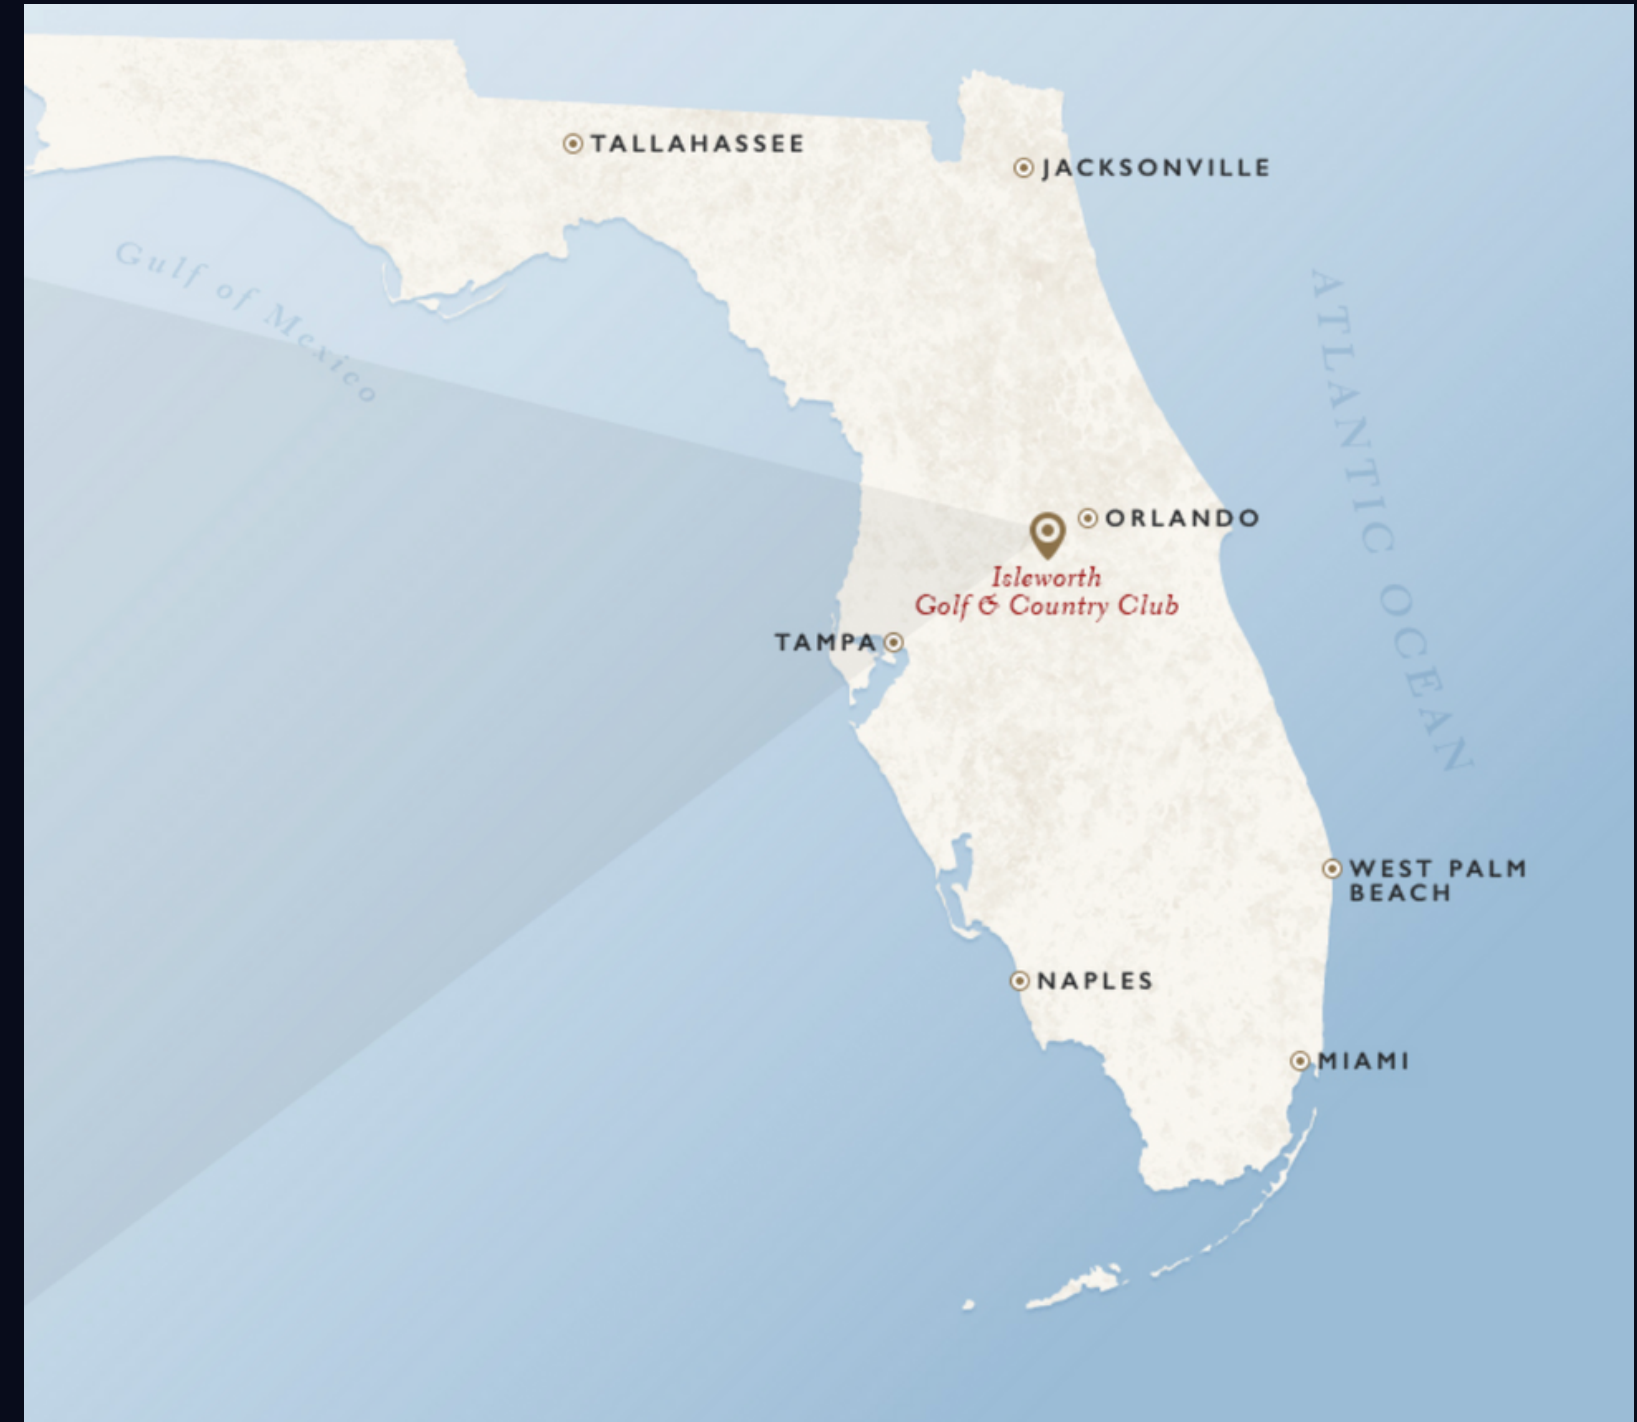 TALLAHASSEE
JACKSONVILLE
Gulf of Mexico
ATLANTIC OCEAN
ORLANDO
Isleworth
Golf & Country Club
TAMPA
WEST PALM
BEACH
NAPLES
MIAMI